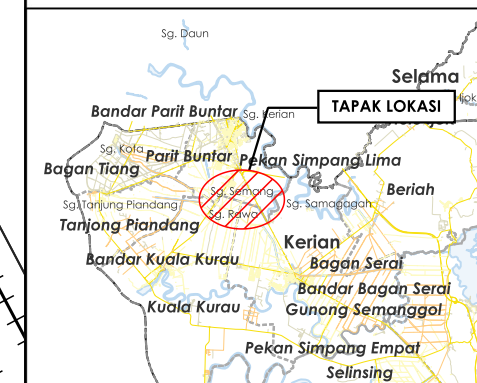 Sg. Daun
Selama
TAPAK LOKASI
Bandar Parit Buntar
Sg. Kerian
Sg. Kota
Parit Buntar
Pekan Simpang Lima
Bagan Tiang
Sg. Semang
Beriah
Sg. Tanjung Piandang
Sg. Samagagah
Sg. Rawa
Tanjong Piandang
Kerian
Bandar Kuala Kurau
Bagan Serai
Bandar Bagan Serai
Kuala Kurau
Gunong Semanggol
Pekan Simpang Empat
Selinsing